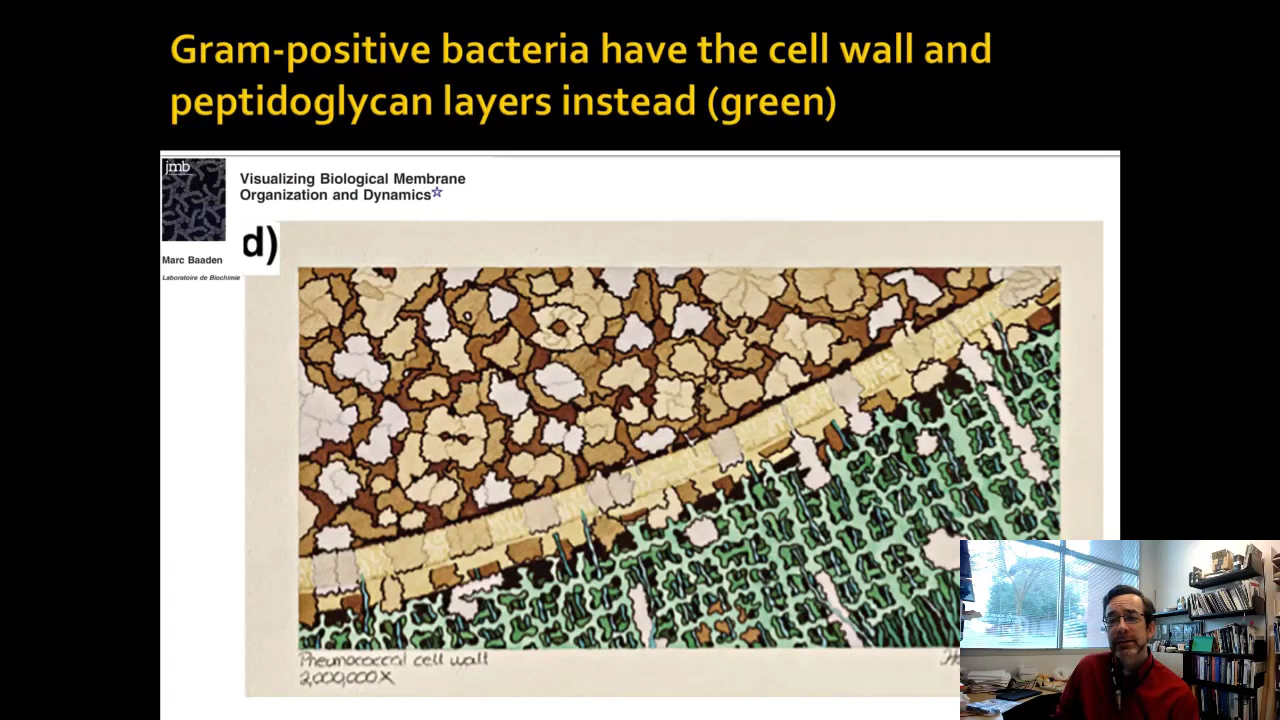 Gram-positive bacteria have the cell wall and
peptidoglycan layers instead (green)
jmb
Visualizing Biological Membrane
Organization and Dynamics☆
d)
Marc Baaden
Laboratoire de Biochimie
Pneumococcal cell wall
2,000,000X